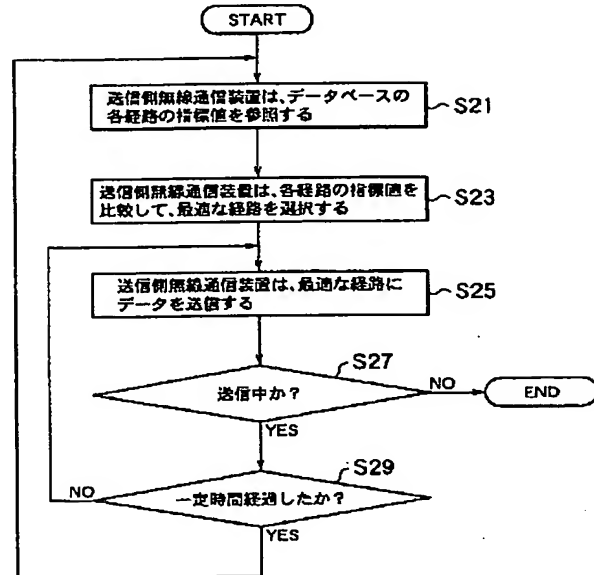 START
送信側無線通信装置は、データベースの
各経路の指標値を参照する
S21
送信側無線通信装置は、各経路の指標値を
比較して、最適な経路を選択する
S23
送信側無線通信装置は、最適な経路に
データを送信する
S25
S27
送信中か?
NO
END
YES
S29
NO
一定時間経過したか?
YES